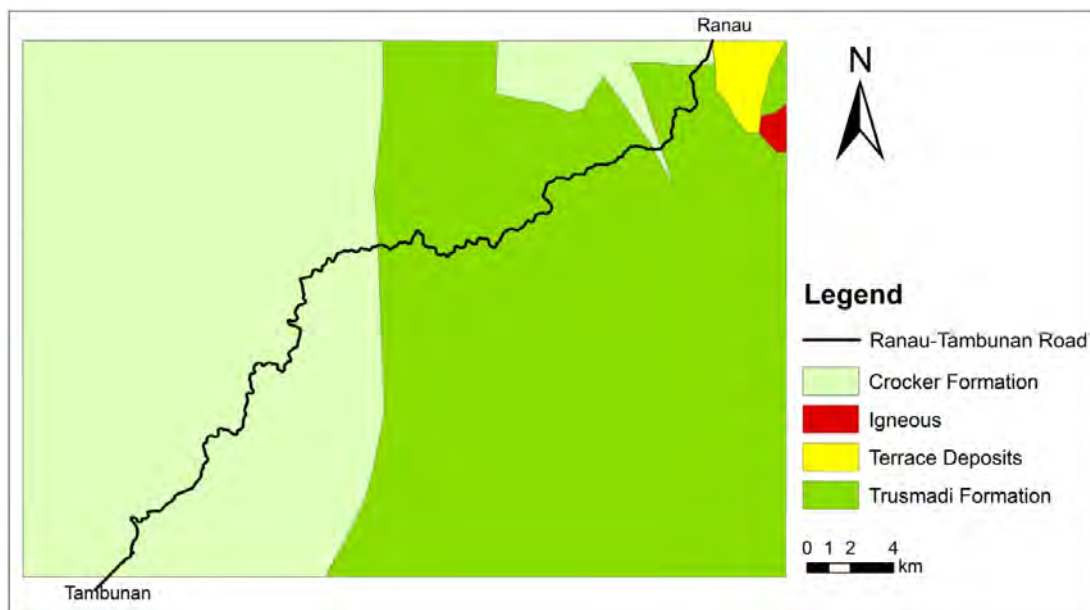 Ranau
N
Legend
Ranau-Tambunan Road
Crocker Formation
Igneous
Terrace Deposits
Trusmadi Formation
0 1 2 4
km
Tambunan